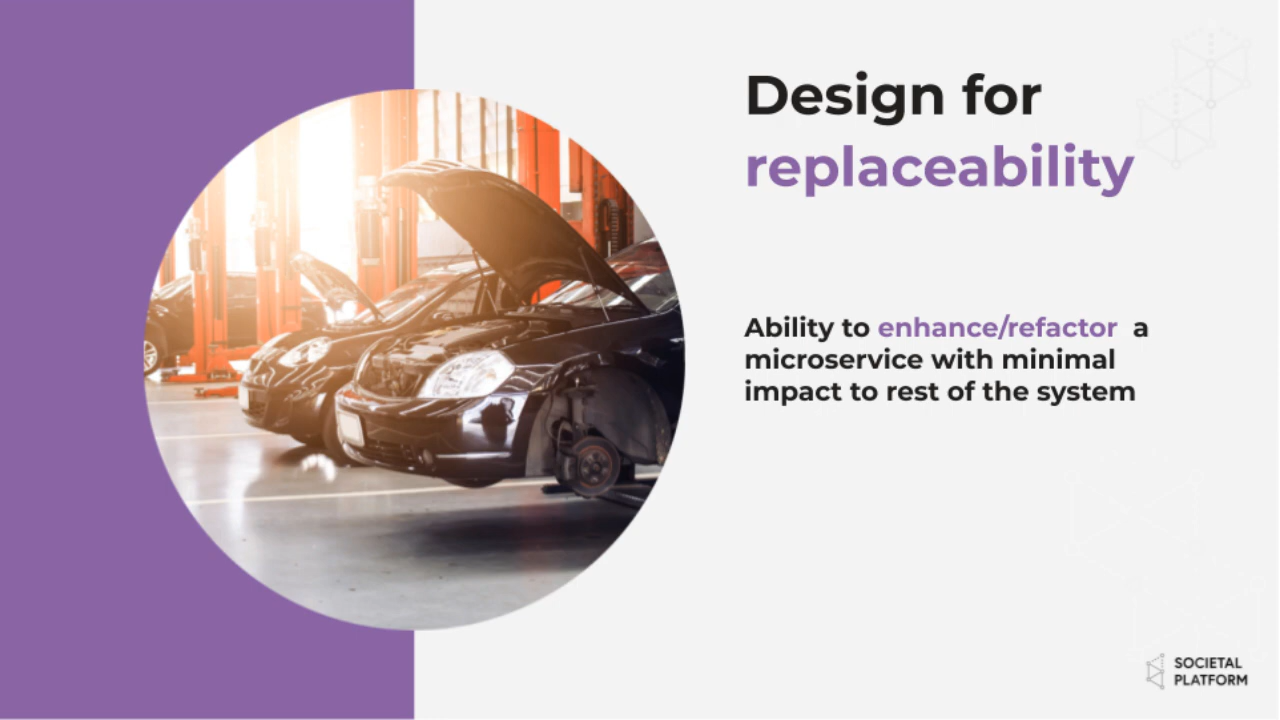 Design for
replaceability
Ability to enhance/refactor  a
microservice with minimal
impact to rest of the system
SOCIETAL
PLATFORM